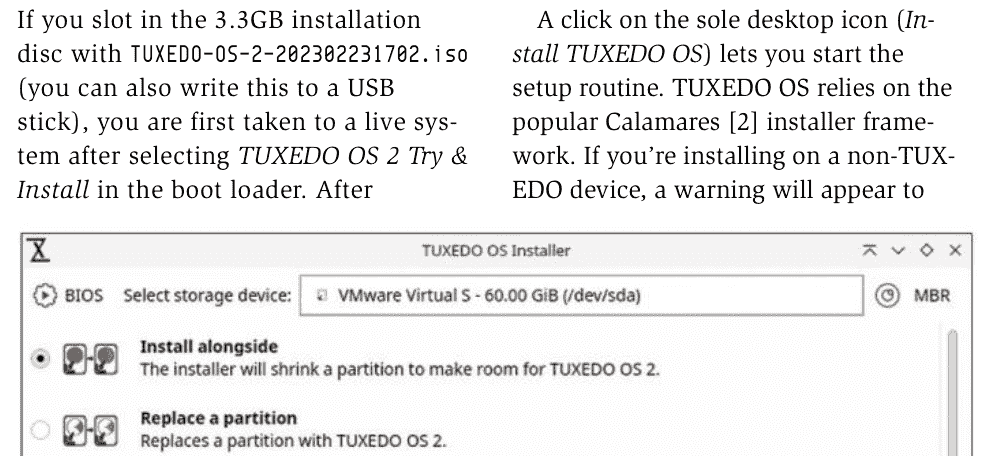 If you slot in the 3.3GB installation
disc with TUXEDO-OS-2-202302231702.iso
(you can also write this to a USB
stick), you are first taken to a live sys-
tem after selecting TUXEDO OS 2 Try &
Install in the boot loader. After
A click on the sole desktop icon (In-
stall TUXEDO OS) lets you start the
setup routine. TUXEDO OS relies on the
popular Calamares [2] installer frame-
work. If you're installing on a non-TUX-
EDO device, a warning will appear to
TUXEDO OS Installer
BIOS Select storage device: VMware Virtual S - 60.00 GiB (/dev/sda) MBR
Install alongside
The installer will shrink a partition to make room for TUXEDO OS 2.
Replace a partition
Replaces a partition with TUXEDO OS 2.